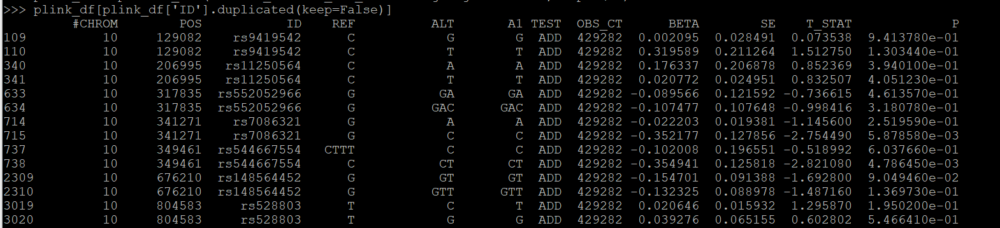 >>> plink_df[plink_df['ID'].duplicated(keep=False)]
#CHROM POS ID REF ALT A1 TEST OBS_CT BETA SE T_STAT P
109 10 129082 rs9419542 C G G ADD 429282 0.002095 0.028491 0.073538 9.413780e-01
110 10 129082 rs9419542 C T T ADD 429282 0.319589 0.211264 1.512750 1.303440e-01
340 10 206995 rs11250564 C A A ADD 429282 0.176337 0.206878 0.852369 3.940100e-01
341 10 206995 rs11250564 C T T ADD 429282 0.020772 0.024951 0.832507 4.051230e-01
633 10 317835 rs552052966 G GA GA ADD 429282 -0.089566 0.121592 -0.736615 4.613570e-01
634 10 317835 rs552052966 G GAC GAC ADD 429282 -0.107477 0.107648 -0.998416 3.180780e-01
714 10 341271 rs7086321 G A A ADD 429282 -0.022203 0.019381 -1.145600 2.519590e-01
715 10 341271 rs7086321 G C C ADD 429282 -0.352177 0.127856 -2.754490 5.878580e-03
737 10 349461 rs544667554 CTTT C C ADD 429282 -0.102008 0.196551 -0.518992 6.037660e-01
738 10 349461 rs544667554 C CT CT ADD 429282 -0.354941 0.125818 -2.821080 4.786450e-03
2309 10 676210 rs148564452 G GT GT ADD 429282 -0.154701 0.091388 -1.692800 9.049460e-02
2310 10 676210 rs148564452 G GTT GTT ADD 429282 -0.132325 0.088978 -1.487160 1.369730e-01
3019 10 804583 rs528803 T C T ADD 429282 0.020646 0.015932 1.295870 1.950200e-01
3020 10 804583 rs528803 T G G ADD 429282 0.039276 0.065155 0.602802 5.466410e-01